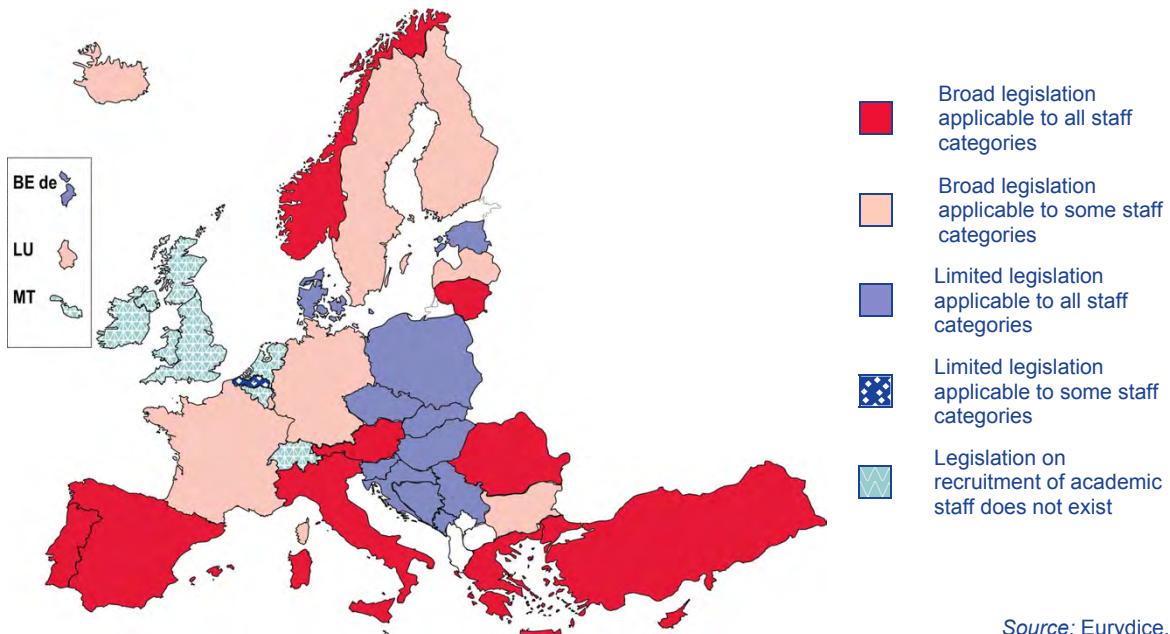 BE de
LU
MT
Broad legislation
applicable to all staff
categories
Broad legislation
applicable to some staff
categories
Limited legislation
applicable to all staff
categories
Limited legislation
applicable to some staff
categories
Legislation on
recruitment of academic
staff does not exist
Source: Eurydice.